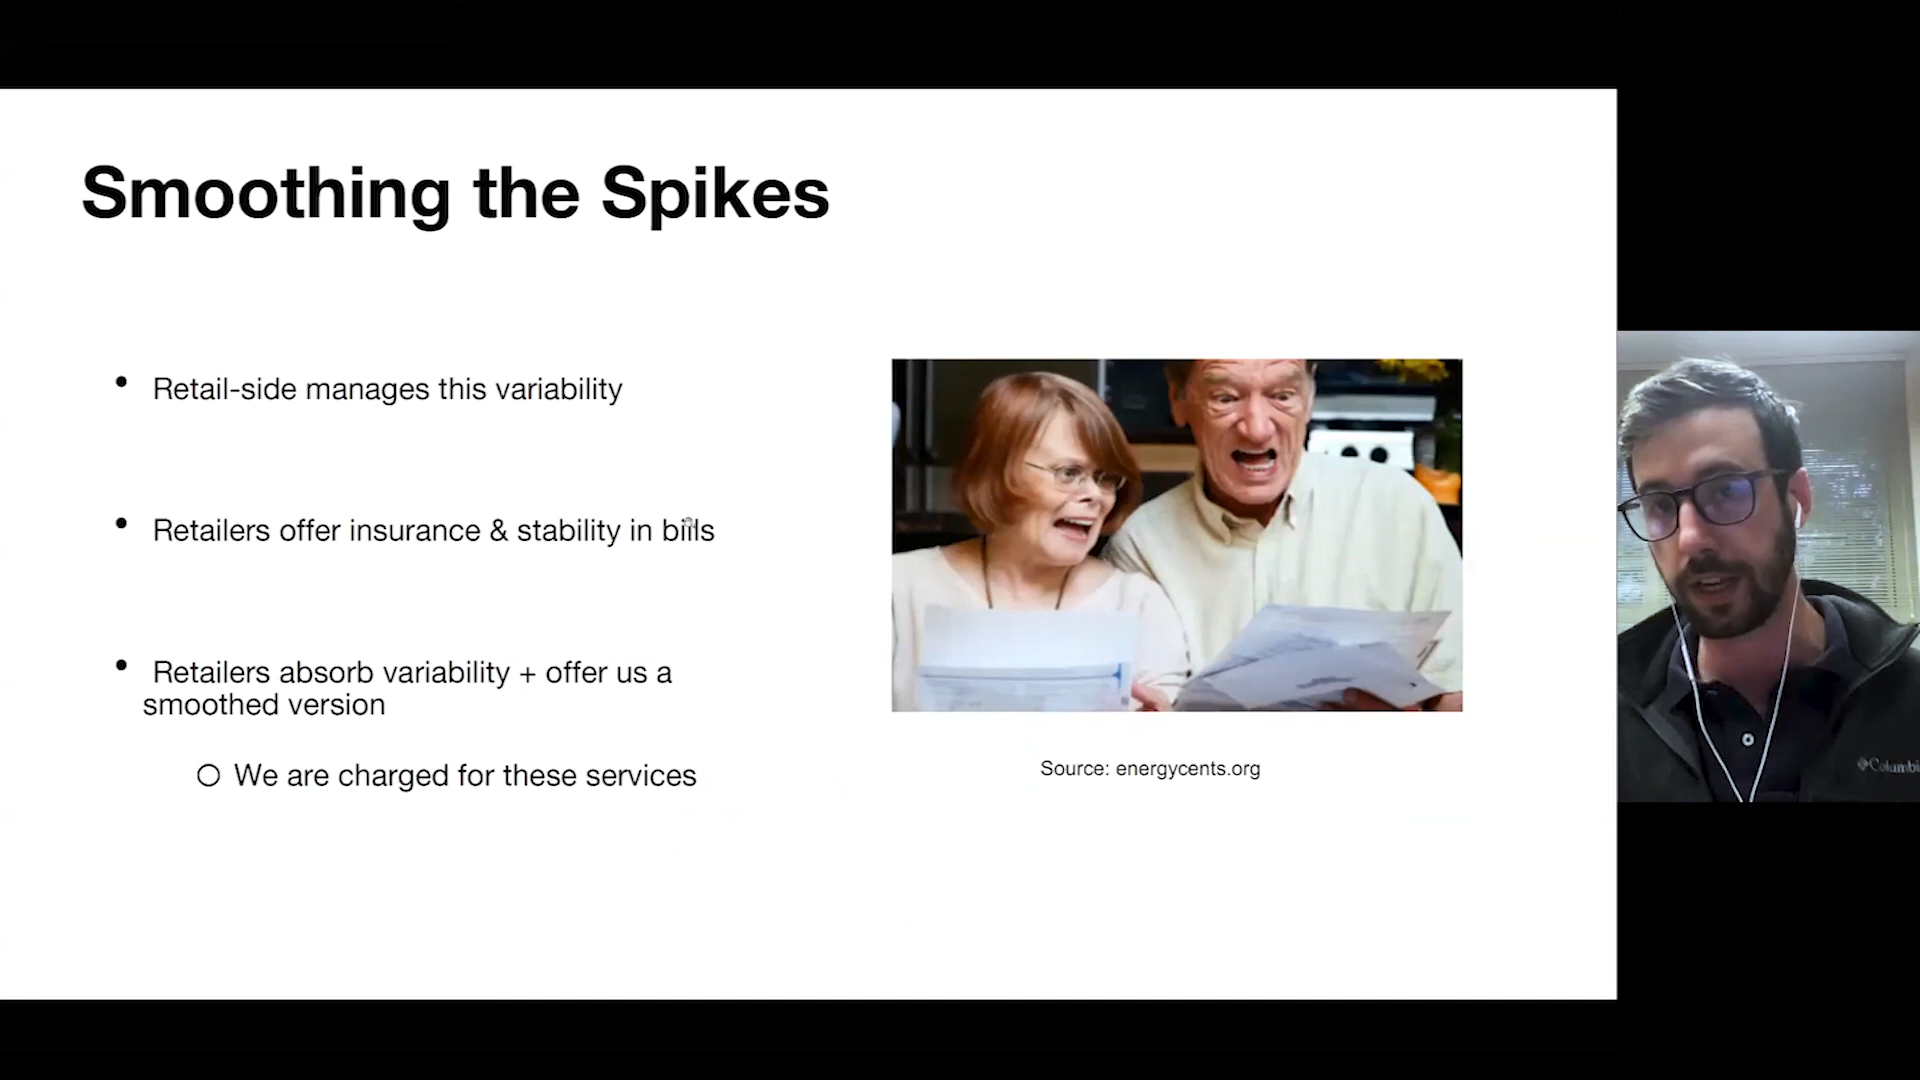 Smoothing the Spikes
• Retail-side manages this variability
• Retailers offer insurance & stability in bills
• Retailers absorb variability + offer us a
smoothed version
○ We are charged for these services
Source: energycents.org